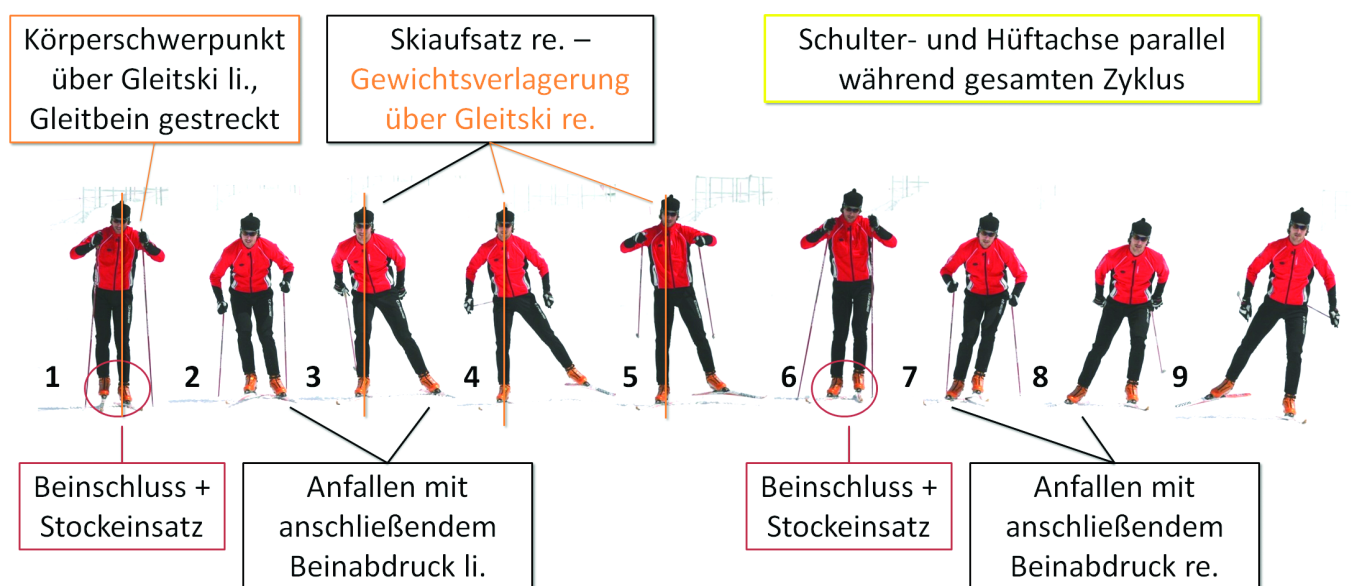 Körperschwerpunkt
über Gleitski li.,
Gleitbein gestreckt
Skiaufsatz re. –
Gewichtsverlagerung
über Gleitski re.
Schulter- und Hüftachse parallel
während gesamten Zyklus
1
2
3
4
5
6
7
8
9
Beinschluss +
Stockeinsatz
Anfallen mit
anschließendem
Beinabdruck li.
Beinschluss +
Stockeinsatz
Anfallen mit
anschließendem
Beinabdruck re.